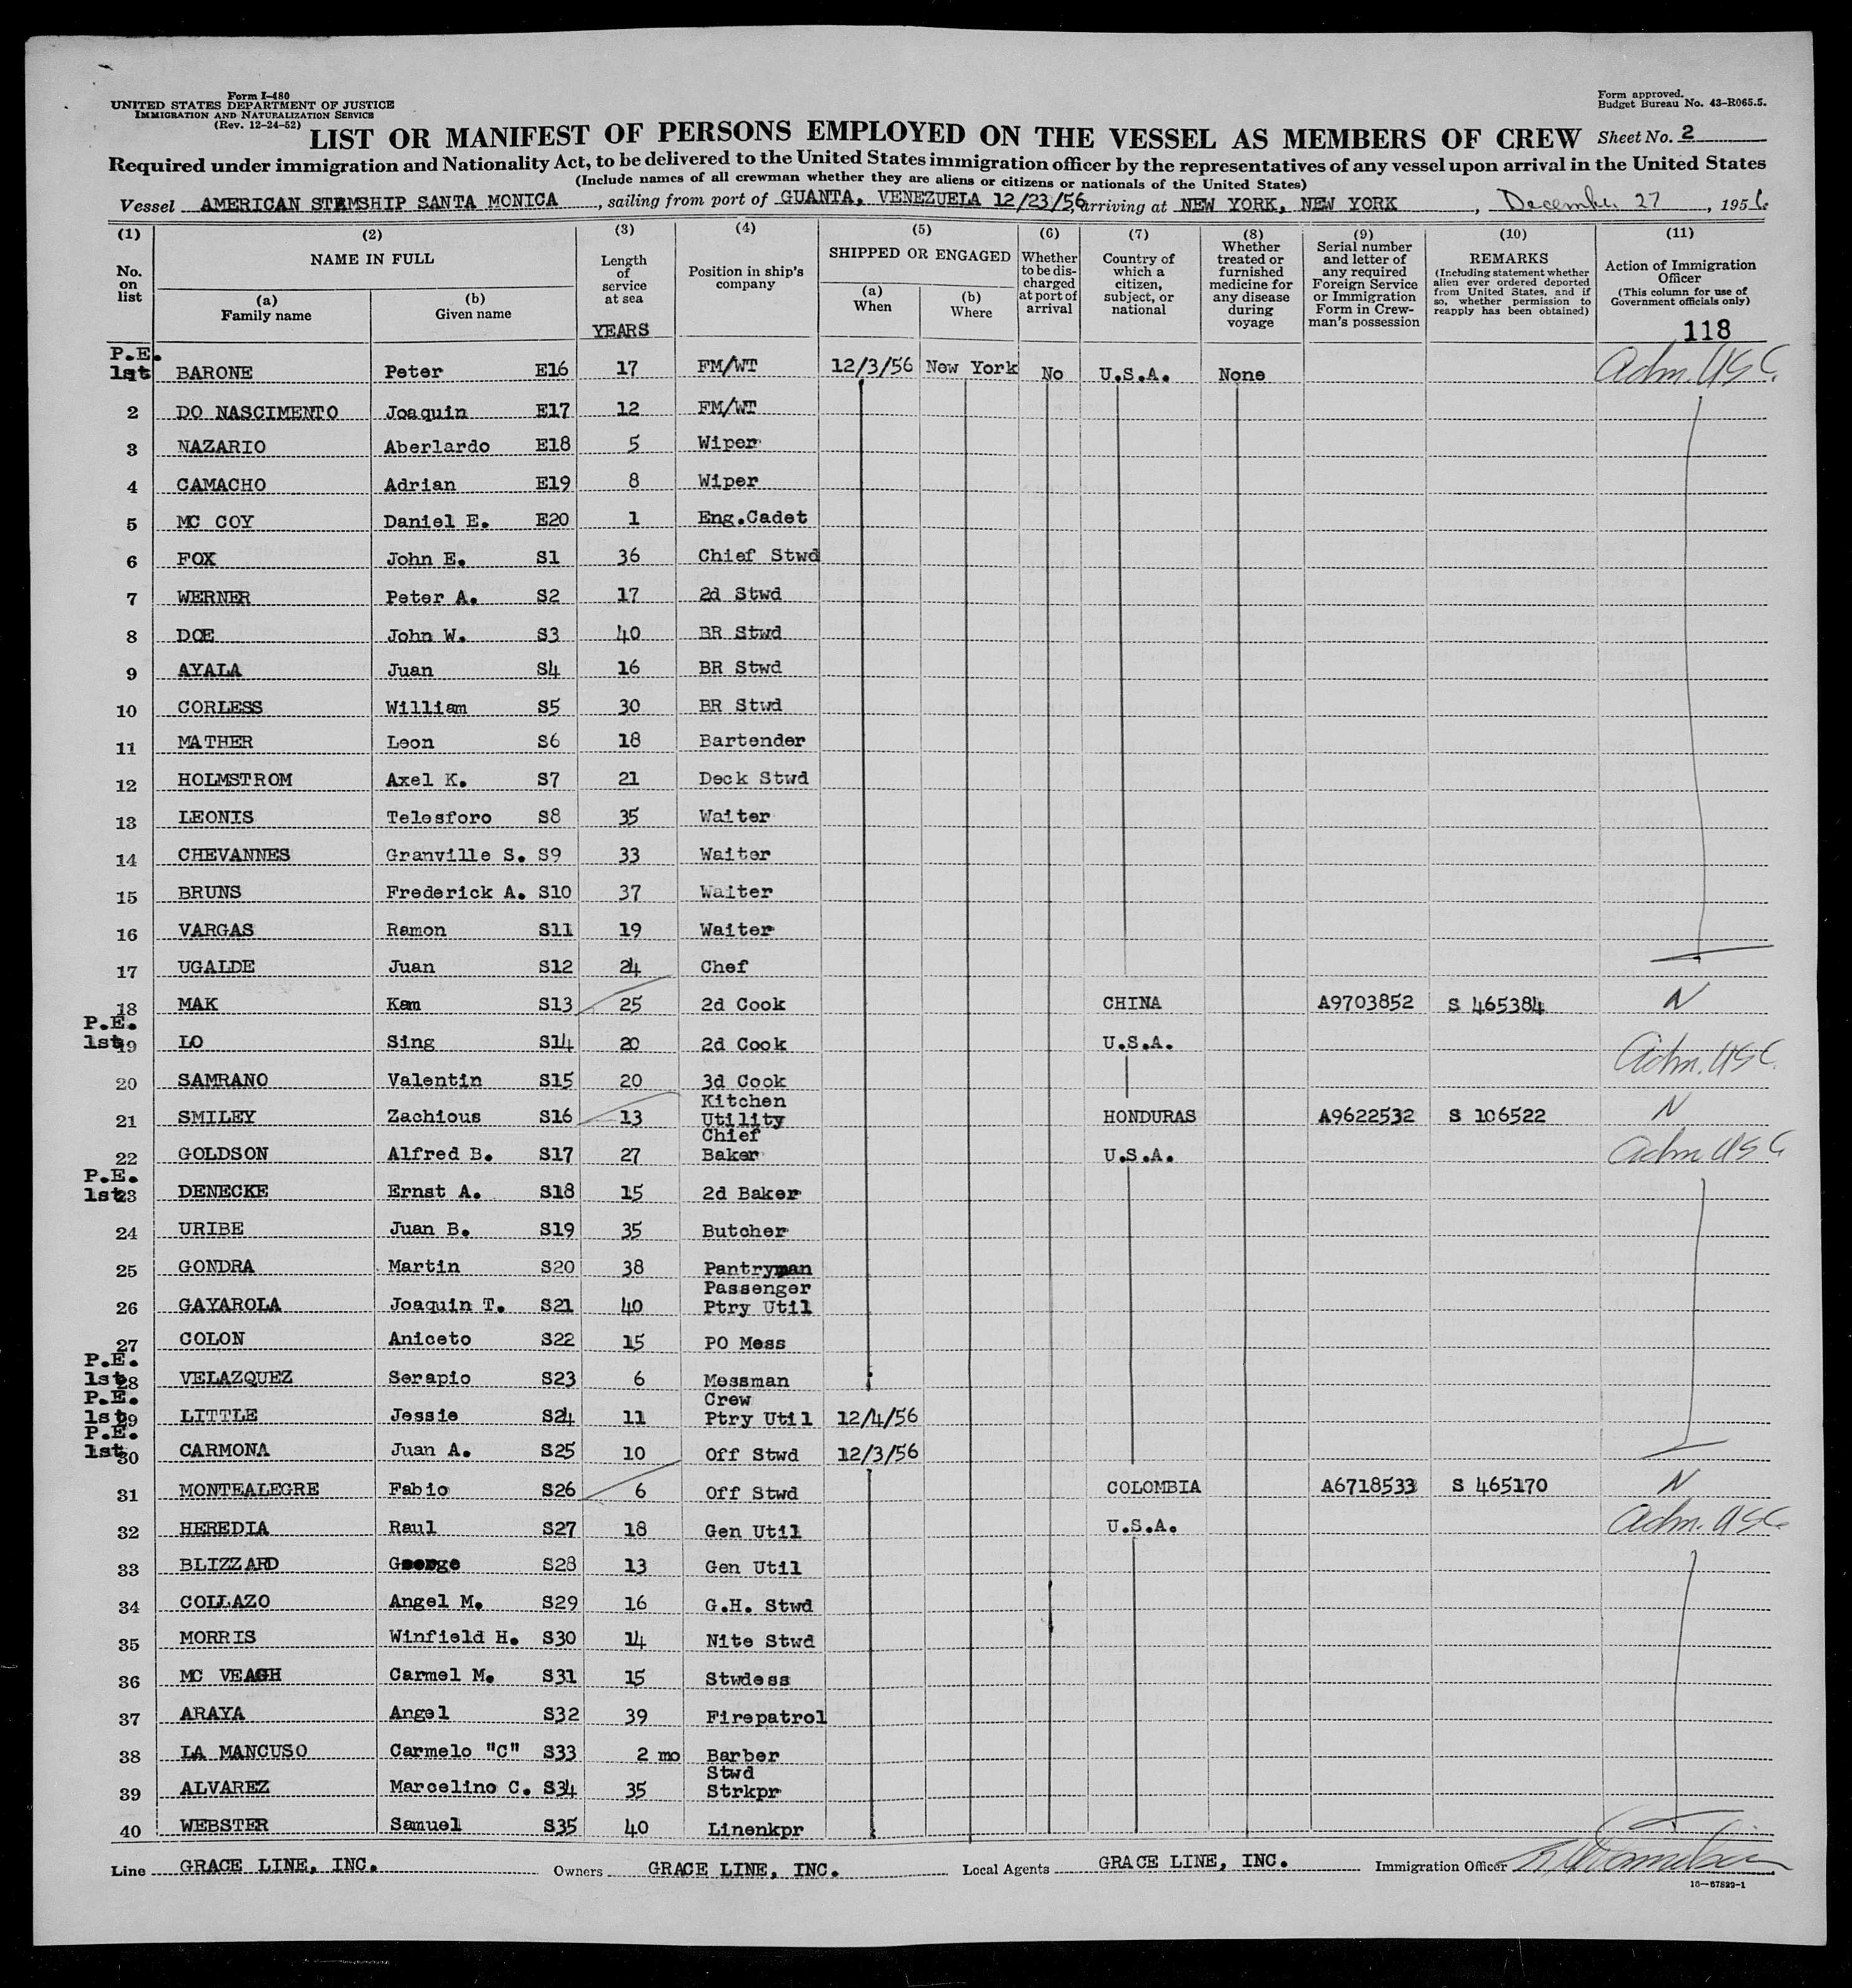 Form I-480
UNITED STATES DEPARTMENT OF JUSTICE
IMMIGRATION AND NATURALIZATION SERVICE
(Rev. 12-24-52)
Form approved.
Budget Bureau No. 43-R065.5.
LIST OR MANIFEST OF PERSONS EMPLOYED ON THE VESSEL AS MEMBERS OF CREW Sheet No. 2
Required under immigration and Nationality Act, to be delivered to the United States immigration officer by the representatives of any vessel upon arrival in the United States
(Include names of all crewman whether they are aliens or citizens or nationals of the United States)
Vessel AMERICAN STEAMSHIP SANTA MONICA, sailing from port of GUANTA, VENEZUELA 12/23/56, arriving at NEW YORK, NEW YORK, December 27, 1956
(1) No. on list
(2) NAME IN FULL
(a) Family name
(b) Given name
(3) Length of service at sea
YEARS
(4) Position in ship's company
(5) SHIPPED OR ENGAGED
(a) When
(b) Where
(6) Whether to be discharged at port of arrival
(7) Country of which a citizen, subject, or national
(8) Whether treated or furnished medicine for any disease during voyage
(9) Serial number and letter of any required Foreign Service or Immigration Form in Crewman's possession
(10) REMARKS
(Including statement whether alien ever ordered deported from United States, and if so, whether permission to reapply has been obtained)
(11) Action of Immigration Officer
(This column for use of Government officials only)
118
P.E.
1st 1 BARONE Peter E16 17 FM/WT 12/3/56 New York No U.S.A. None Adm. USC
2 DO NASCIMENTO Joaquin E17 12 FM/WT
3 NAZARIO Aberlardo E18 5 Wiper
4 CAMACHO Adrian E19 8 Wiper
5 MC COY Daniel E. E20 1 Eng.Cadet
6 FOX John E. S1 36 Chief Stwd
7 WERNER Peter A. S2 17 2d Stwd
8 DOE John W. S3 40 BR Stwd
9 AYALA Juan S4 16 BR Stwd
10 CORLESS William S5 30 BR Stwd
11 MATHER Leon S6 18 Bartender
12 HOLMSTROM Axel K. S7 21 Deck Stwd
13 LEONIS Telesforo S8 35 Waiter
14 CHEVANNES Granville S. S9 33 Waiter
15 BRUNS Frederick A. S10 37 Waiter
16 VARGAS Ramon S11 19 Waiter
17 UGALDE Juan S12 24 Chef
18 MAK Kam S13 25 2d Cook CHINA A9703852 S 465384 N
P.E.
1st 19 LO Sing S14 20 2d Cook U.S.A. Adm. USC
20 SAMRANO Valentin S15 20 3d Cook
21 SMILEY Zachious S16 13 Kitchen Utility HONDURAS A9622532 S 106522 N
22 GOLDSON Alfred B. S17 27 Chief Baker U.S.A. Adm USC
P.E.
1st 23 DENECKE Ernst A. S18 15 2d Baker
24 URIBE Juan B. S19 35 Butcher
25 GONDRA Martin S20 38 Pantryman
26 GAYAROLA Joaquin T. S21 40 Passenger Ptry Util
27 COLON Aniceto S22 15 PO Mess
P.E.
1st 28 VELAZQUEZ Serapio S23 6 Messman
P.E.
1st 29 LITTLE Jessie S24 11 Crew Ptry Util 12/4/56
P.E.
1st 30 CARMONA Juan A. S25 10 Off Stwd 12/3/56
31 MONTEALEGRE Fabio S26 6 Off Stwd COLOMBIA A6718533 S 465170 N
32 HEREDIA Raul S27 18 Gen Util U.S.A. Adm. USC
33 BLIZZARD George S28 13 Gen Util
34 COLLAZO Angel M. S29 16 G.H. Stwd
35 MORRIS Winfield H. S30 14 Nite Stwd
36 MC VEAGH Carmel M. S31 15 Stwdess
37 ARAYA Angel S32 39 Firepatrol
38 LA MANCUSO Carmelo "C" S33 2 mo Barber
39 ALVAREZ Marcelino C. S34 35 Stwd Strkpr
40 WEBSTER Samuel S35 40 Linenkpr
Line GRACE LINE, INC. Owners GRACE LINE, INC. Local Agents GRACE LINE, INC. Immigration Officer
16-67829-1